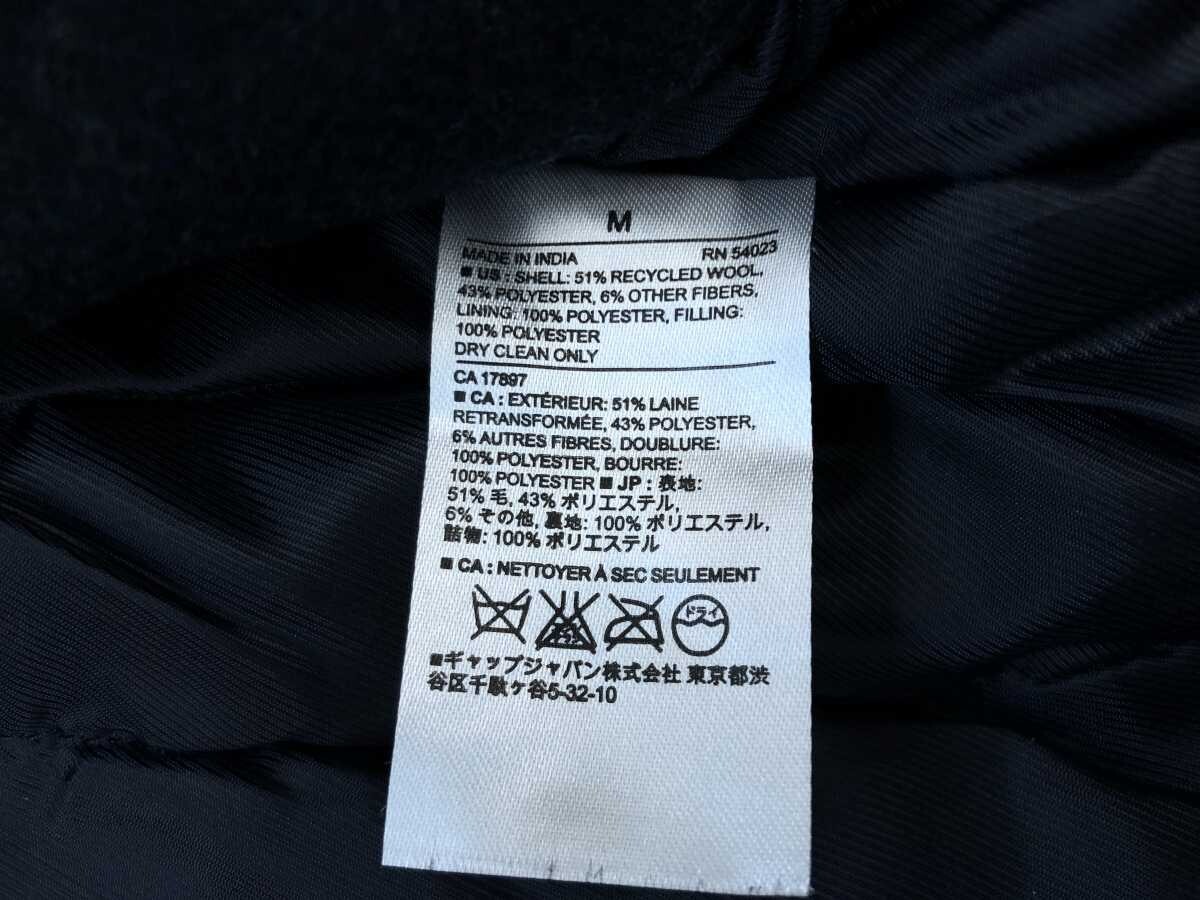 M
MADE IN INDIA RN 54023
■ US : SHELL: 51% RECYCLED WOOL,
43% POLYESTER, 6% OTHER FIBERS,
LINING: 100% POLYESTER, FILLING:
100% POLYESTER
DRY CLEAN ONLY
CA 17897
■ CA : EXTÉRIEUR: 51% LAINE
RETRANSFORMÉE, 43% POLYESTER,
6% AUTRES FIBRES, DOUBLURE:
100% POLYESTER, BOURRE:
100% POLYESTER ■ JP : 表地:
51% 毛, 43% ポリエステル,
6% その他, 裏地: 100% ポリエステル,
詰物: 100% ポリエステル
■ CA : NETTOYER À SEC SEULEMENT
ドライ
■ギャップジャパン株式会社 東京都渋
谷区千駄ヶ谷5-32-10